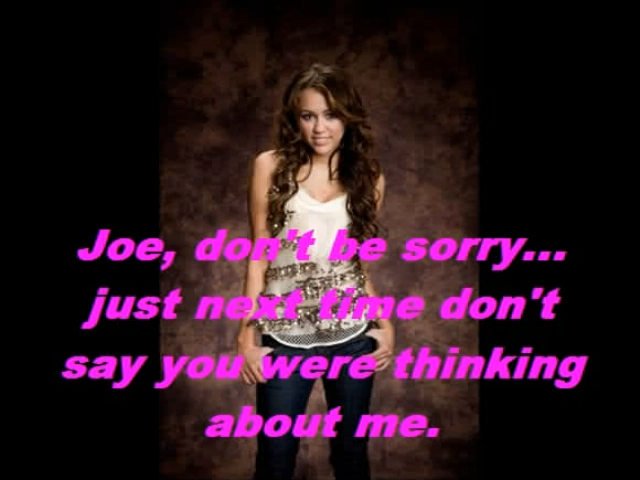 Joe, don't be sorry...
just next time don't
say you were thinking
about me.